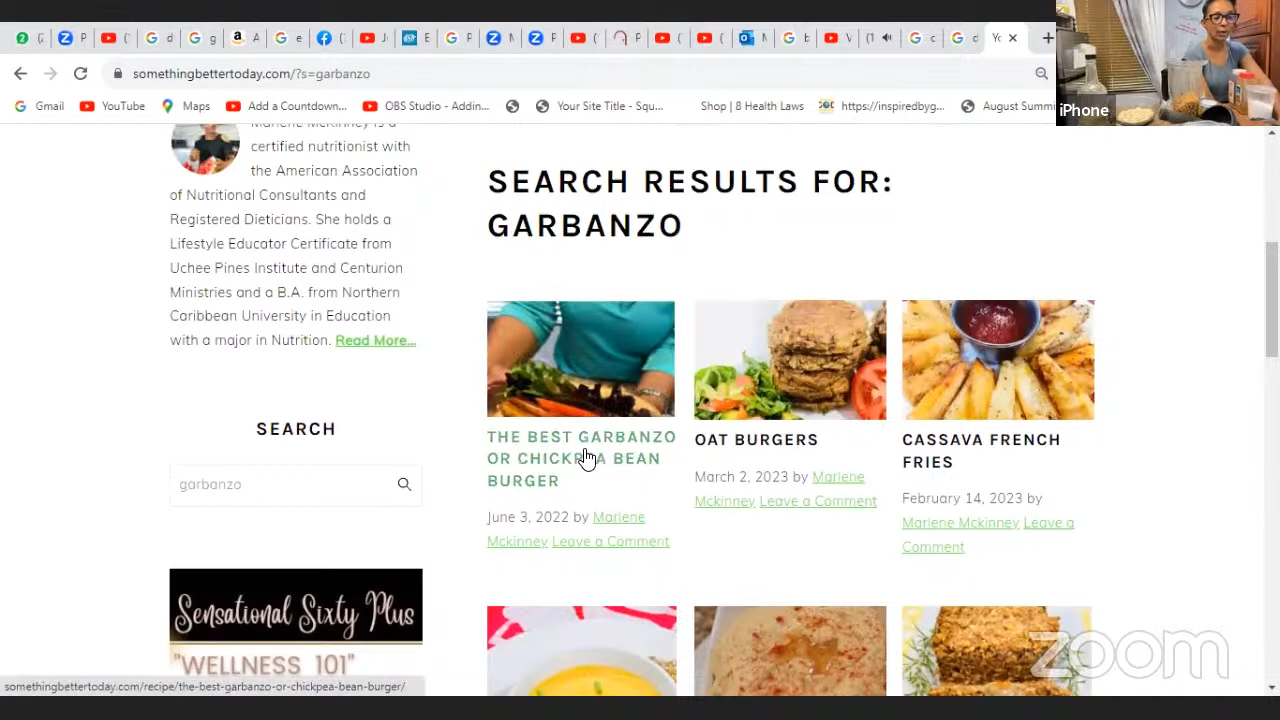 somethingbettertoday.com/?s=garbanzo
Gmail
YouTube
Maps
Add a Countdown...
OBS Studio - Addin...
Your Site Title - Squ...
Shop | 8 Health Laws
https://inspiredbyg...
August Summi
iPhone
Marlene McKinney is a
certified nutritionist with
the American Association
of Nutritional Consultants and
Registered Dieticians. She holds a
Lifestyle Educator Certificate from
Uchee Pines Institute and Centurion
Ministries and a B.A. from Northern
Caribbean University in Education
with a major in Nutrition. Read More...
SEARCH
garbanzo
Sensational Sixty Plus
"WELLNESS 101"
SEARCH RESULTS FOR:
GARBANZO
THE BEST GARBANZO
OR CHICKPEA BEAN
BURGER
June 3, 2022 by Marlene
Mckinney Leave a Comment
OAT BURGERS
March 2, 2023 by Marlene
Mckinney Leave a Comment
CASSAVA FRENCH
FRIES
February 14, 2023 by
Marlene Mckinney Leave a
Comment
zoom
somethingbettertoday.com/recipe/the-best-garbanzo-or-chickpea-bean-burger/